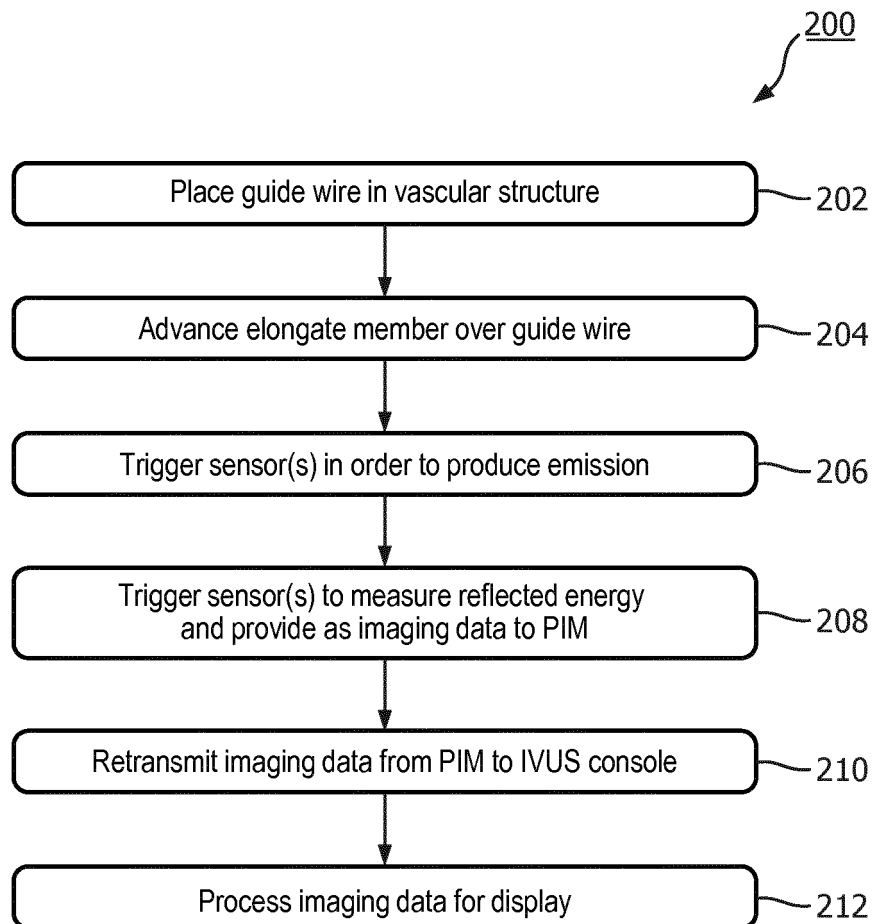 200
Place guide wire in vascular structure
202
Advance elongate member over guide wire
204
Trigger sensor(s) in order to produce emission
206
Trigger sensor(s) to measure reflected energy
and provide as imaging data to PIM
208
Retransmit imaging data from PIM to IVUS console
210
Process imaging data for display
212